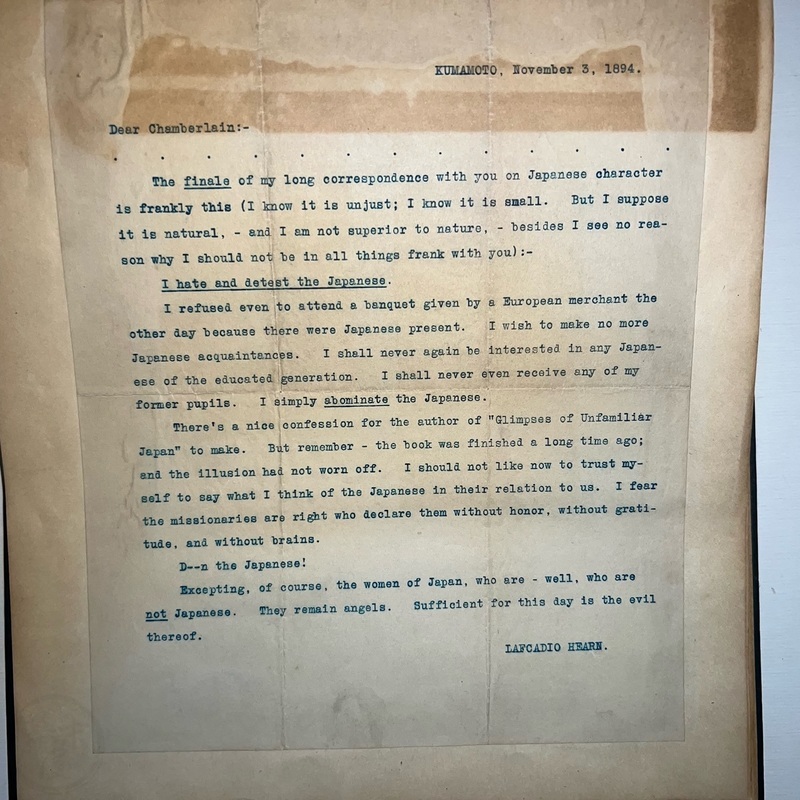 KUMAMOTO, November 3, 1894.
Dear Chamberlain:-
. . . . . . . . . . . . .
The finale of my long correspondence with you on Japanese character
is frankly this (I know it is unjust; I know it is small. But I suppose
it is natural, - and I am not superior to nature, - besides I see no rea-
son why I should not be in all things frank with you):-
I hate and detest the Japanese.
I refused even to attend a banquet given by a European merchant the
other day because there were Japanese present. I wish to make no more
Japanese acquaintances. I shall never again be interested in any Japan-
ese of the educated generation. I shall never even receive any of my
former pupils. I simply abominate the Japanese.
There's a nice confession for the author of "Glimpses of Unfamiliar
Japan" to make. But remember - the book was finished a long time ago;
and the illusion had not worn off. I should not like now to trust my-
self to say what I think of the Japanese in their relation to us. I fear
the missionaries are right who declare them without honor, without grati-
tude, and without brains.
D--n the Japanese!
Excepting, of course, the women of Japan, who are - well, who are
not Japanese. They remain angels. Sufficient for this day is the evil
thereof.
LAFCADIO HEARN.